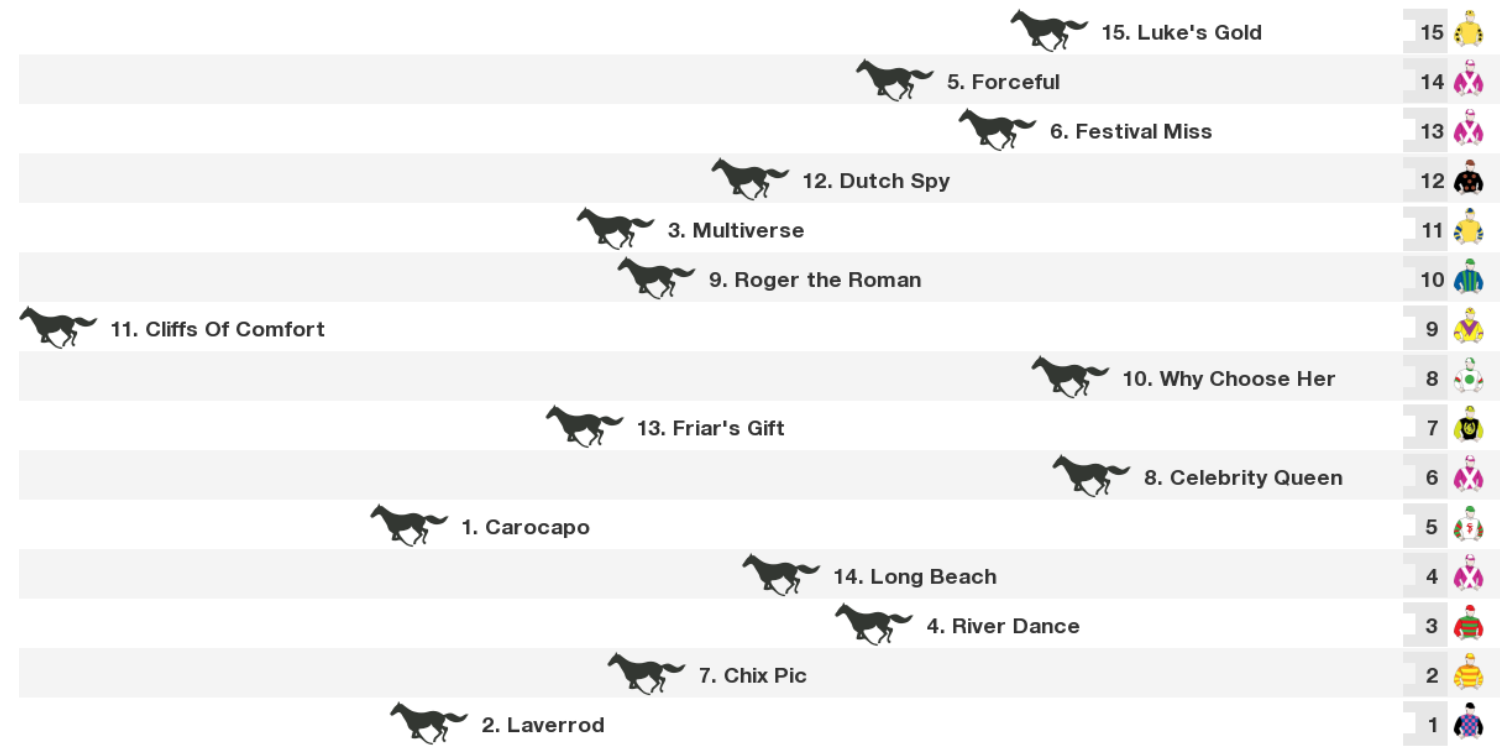 15. Luke's Gold 15
5. Forceful 14
6. Festival Miss 13
12. Dutch Spy 12
3. Multiverse 11
9. Roger the Roman 10
11. Cliffs Of Comfort 9
10. Why Choose Her 8
13. Friar's Gift 7
8. Celebrity Queen 6
1. Carocapo 5
14. Long Beach 4
4. River Dance 3
7. Chix Pic 2
2. Laverrod 1